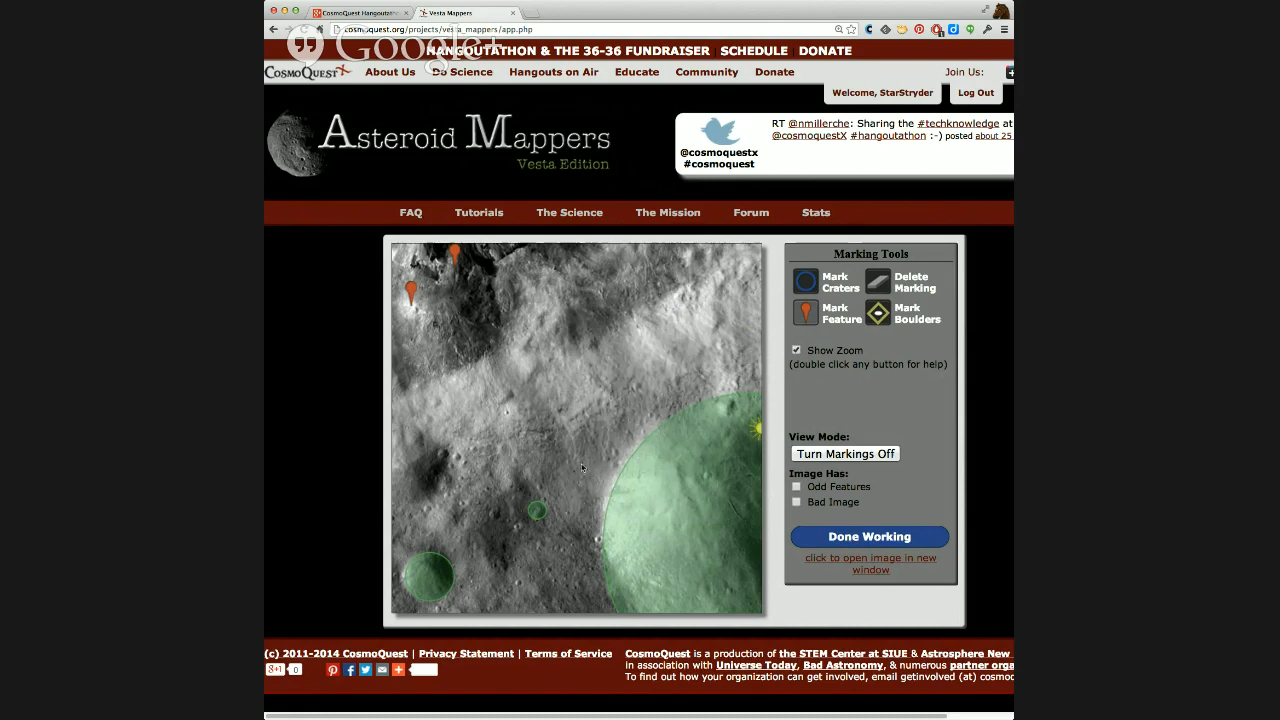 CosmoQuest Hangoutath
Vesta Mappers
cosmoquest.org/projects/vesta_mappers/app.php
Google+
HANGOUTATHON & THE 36-36 FUNDRAISER SCHEDULE DONATE
COSMOQUEST About Us Do Science Hangouts on Air Educate Community Donate Join Us:
Welcome, StarStryder Log Out
Asteroid Mappers
Vesta Edition
RT @nmillerche: Sharing the #techknowledge at
@cosmoquestX #hangoutathon :-) posted about 25
@cosmoquestx
#cosmoquest
FAQ Tutorials The Science The Mission Forum Stats
Marking Tools
Mark Craters
Delete Marking
Mark Feature
Mark Boulders
Show Zoom
(double click any button for help)
View Mode:
Turn Markings Off
Image Has:
Odd Features
Bad Image
Done Working
click to open image in new
window
(c) 2011-2014 CosmoQuest | Privacy Statement | Terms of Service
+1 0
CosmoQuest is a production of the STEM Center at SIUE & Astrosphere New
in association with Universe Today, Bad Astronomy, & numerous partner orga
To find out how your organization can get involved, email getinvolved (at) cosmoq